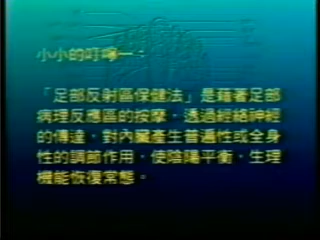 小小的叮嚀一：
「足部反射區保健法」是藉著足部
病理反應區的按摩，透過經絡神經
的傳達，對內臟產生普遍性或全身
性的調節作用，使陰陽平衡，生理
機能恢復常態。